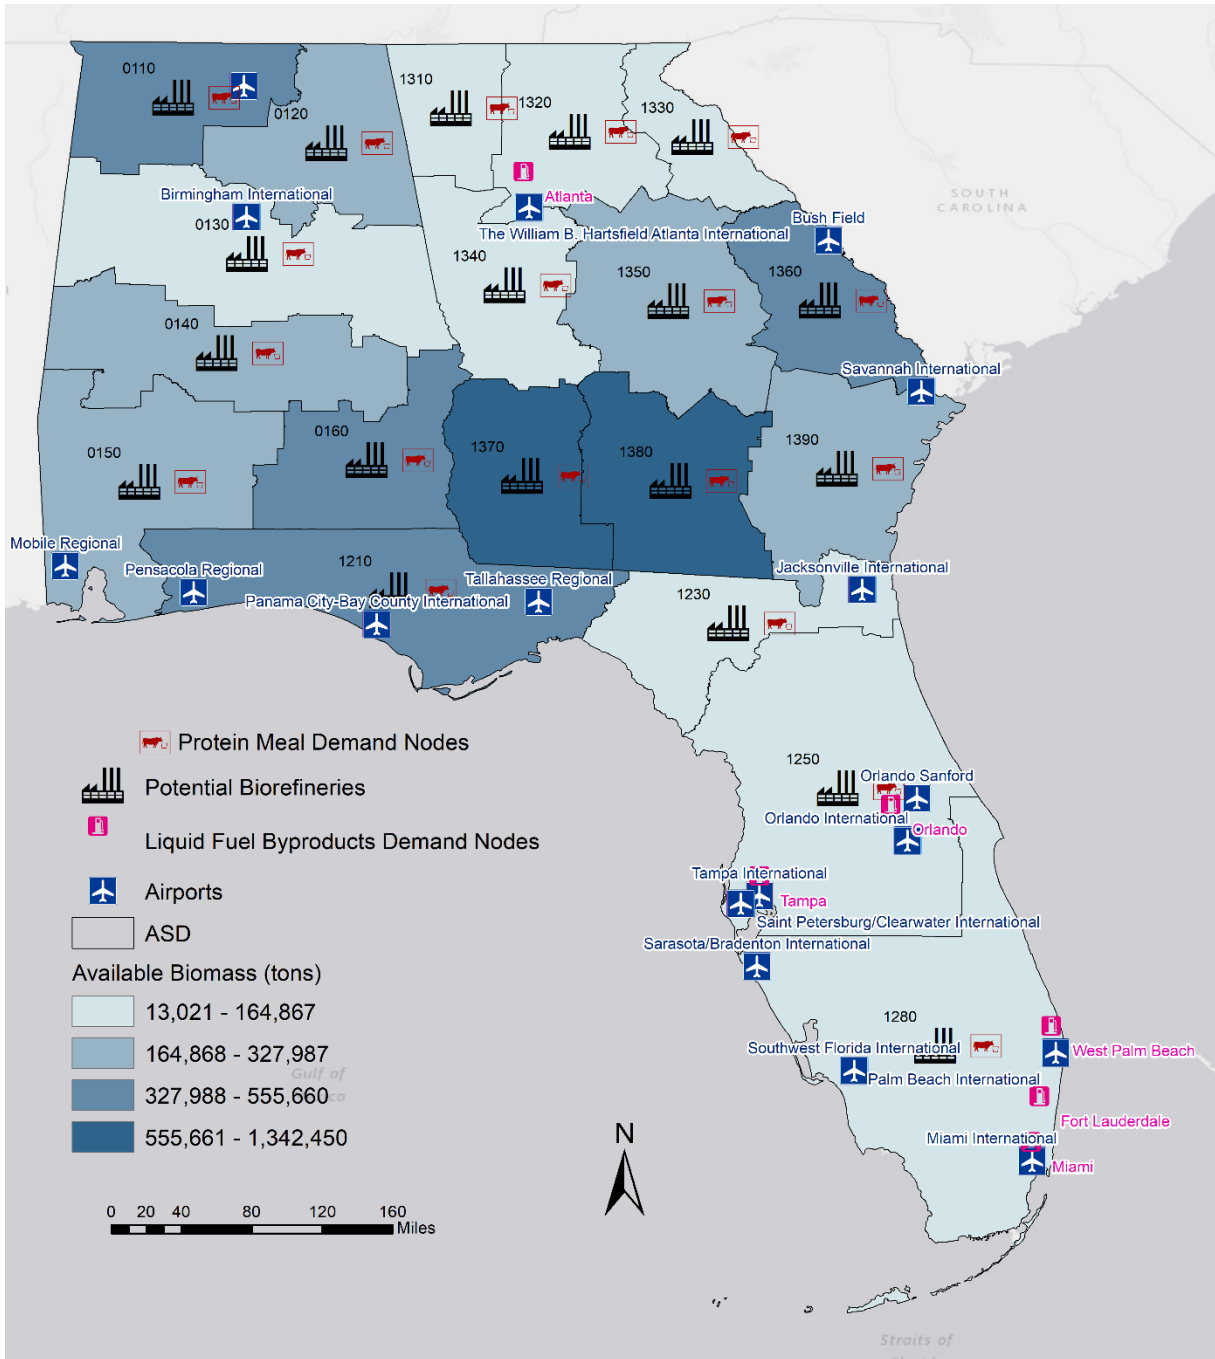 0110
0120
1310
1320
1330
SOUTH
CAROLINA
Birmingham International
0130
Atlanta
The William B. Hartsfield Atlanta International
Bush Field
1340
1350
1360
0140
Savannah International
0150
0160
1370
1380
1390
Mobile Regional
Pensacola Regional
1210
Tallahassee Regional
Panama City-Bay County International
Jacksonville International
1230
1250
Orlando Sanford
Orlando International
Orlando
Tampa International
Tampa
Saint Petersburg/Clearwater International
Sarasota/Bradenton International
1280
Southwest Florida International
West Palm Beach
Palm Beach International
Fort Lauderdale
Miami International
Miami
Protein Meal Demand Nodes
Potential Biorefineries
Liquid Fuel Byproducts Demand Nodes
Airports
ASD
Available Biomass (tons)
13,021 - 164,867
164,868 - 327,987
Gulf of
327,988 - 555,660
555,661 - 1,342,450
N
0 20 40 80 120 160
Miles
Straits of